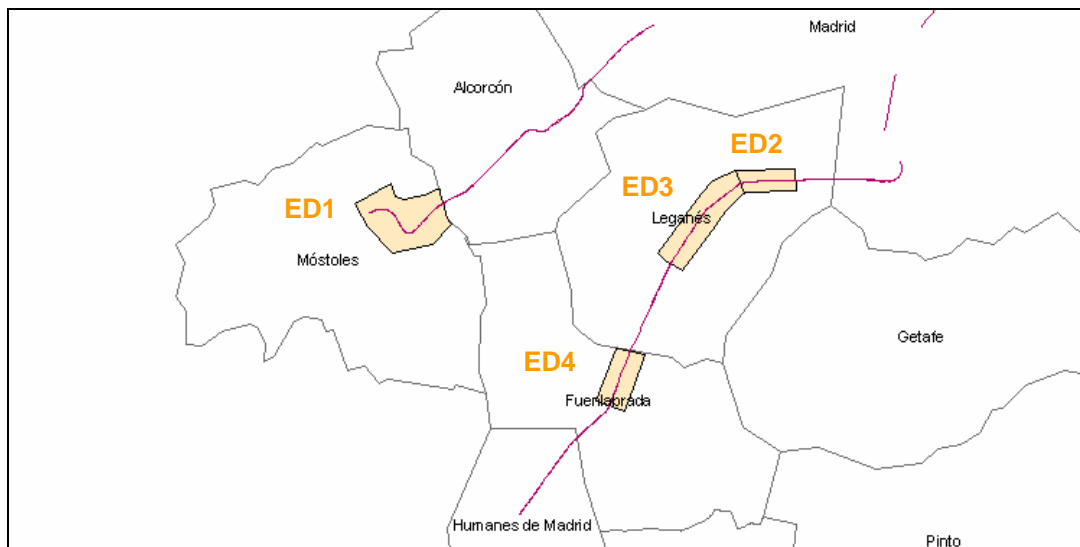 Madrid
Alcorcón
ED2
ED3
ED1
Leganés
Móstoles
Getafe
ED4
Fuenlabrada
Humanes de Madrid
Pinto